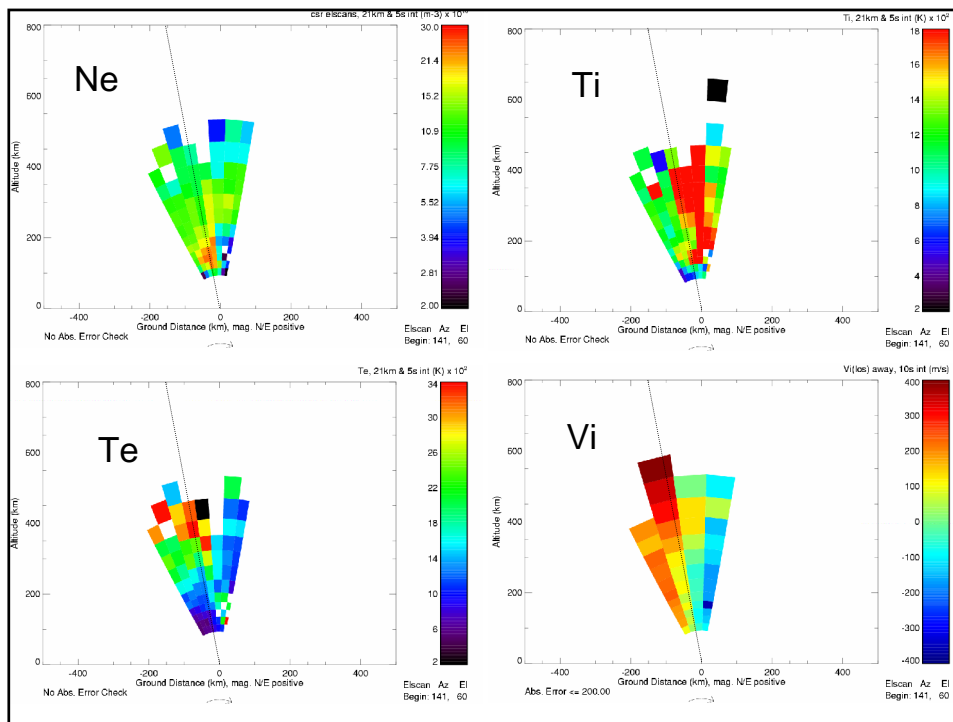 csr elscans, 21km & 5s int (m-3) x 10¹⁰
Ne
800
600
400
200
0
Altitude (km)
-400
-200
0
200
400
Ground Distance (km), mag. N/E positive
No Abs. Error Check
30.0
21.4
15.2
10.9
7.75
5.52
3.94
2.81
2.00
Elscan Az El
Begin: 141, 60
Ti, 21km & 5s int (K) x 10²
Ti
800
600
400
200
0
Altitude (km)
-400
-200
0
200
400
Ground Distance (km), mag. N/E positive
No Abs. Error Check
18
16
14
12
10
8
6
4
2
Elscan Az El
Begin: 141, 60
Te, 21km & 5s int (K) x 10²
Te
800
600
400
200
0
Altitude (km)
-400
-200
0
200
400
Ground Distance (km), mag. N/E positive
No Abs. Error Check
34
30
26
22
18
14
10
6
2
Elscan Az El
Begin: 141, 60
Vi(los) away, 10s int (m/s)
Vi
800
600
400
200
0
Altitude (km)
-400
-200
0
200
400
Ground Distance (km), mag. N/E positive
Abs. Error <= 200.00
400
300
200
100
0
-100
-200
-300
-400
Elscan Az El
Begin: 141, 60